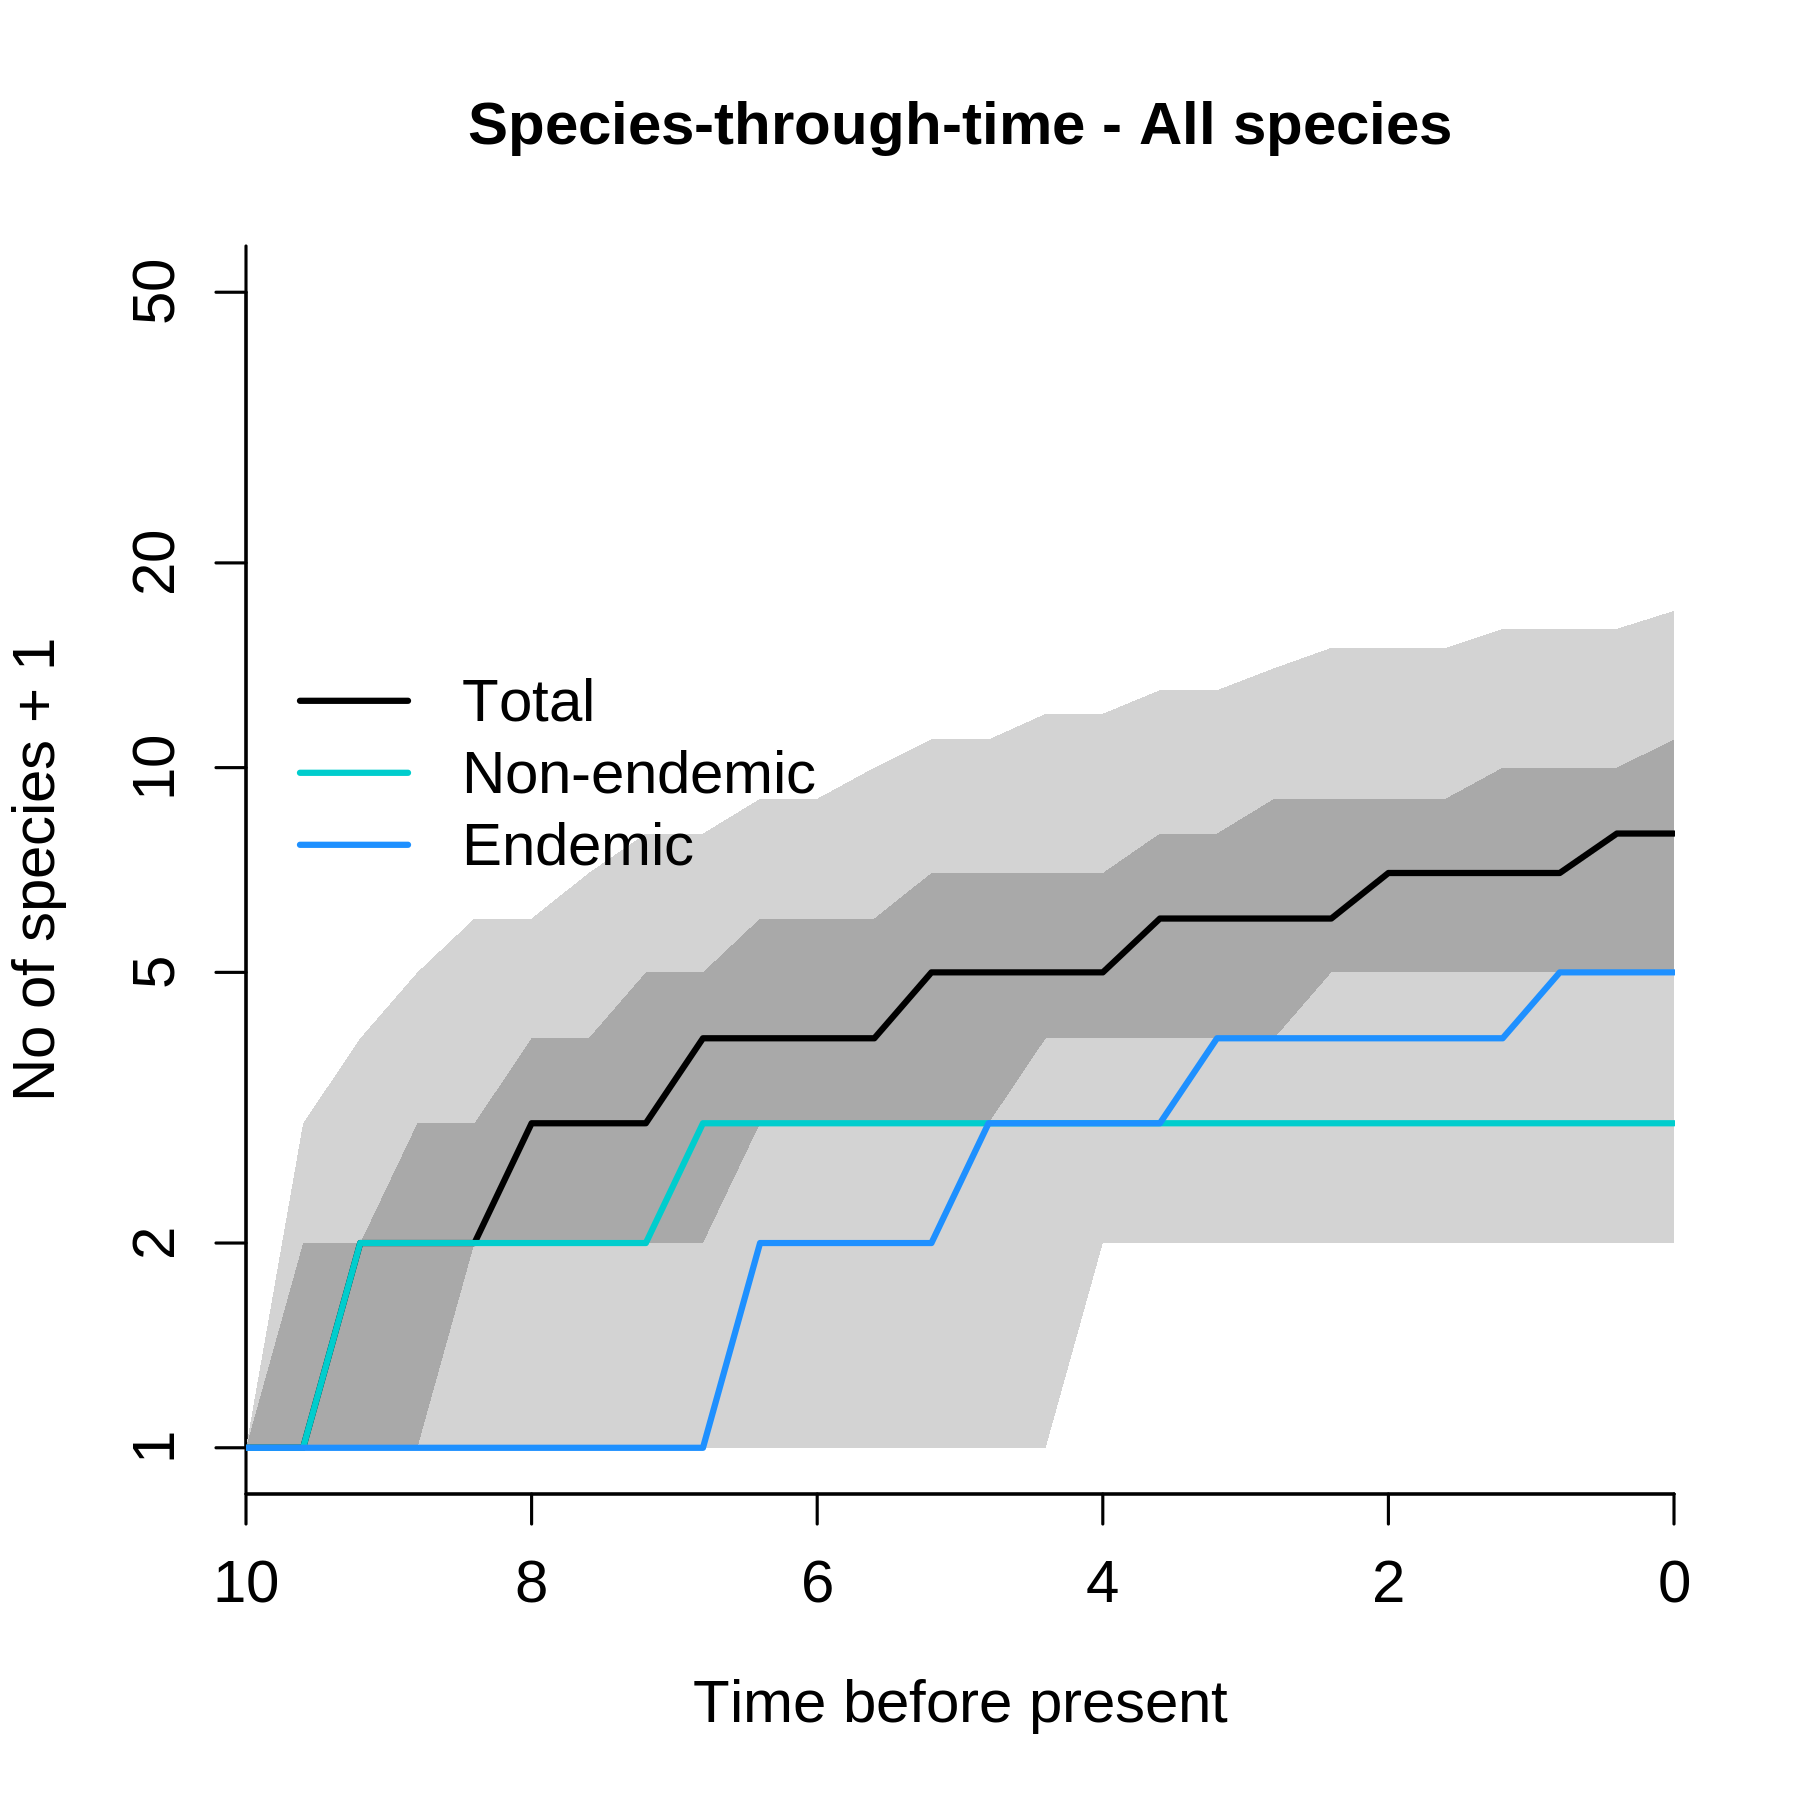 Species-through-time - All species
No of species + 1
50
20
10
5
2
1
Total
Non-endemic
Endemic
10 8 6 4 2 0
Time before present